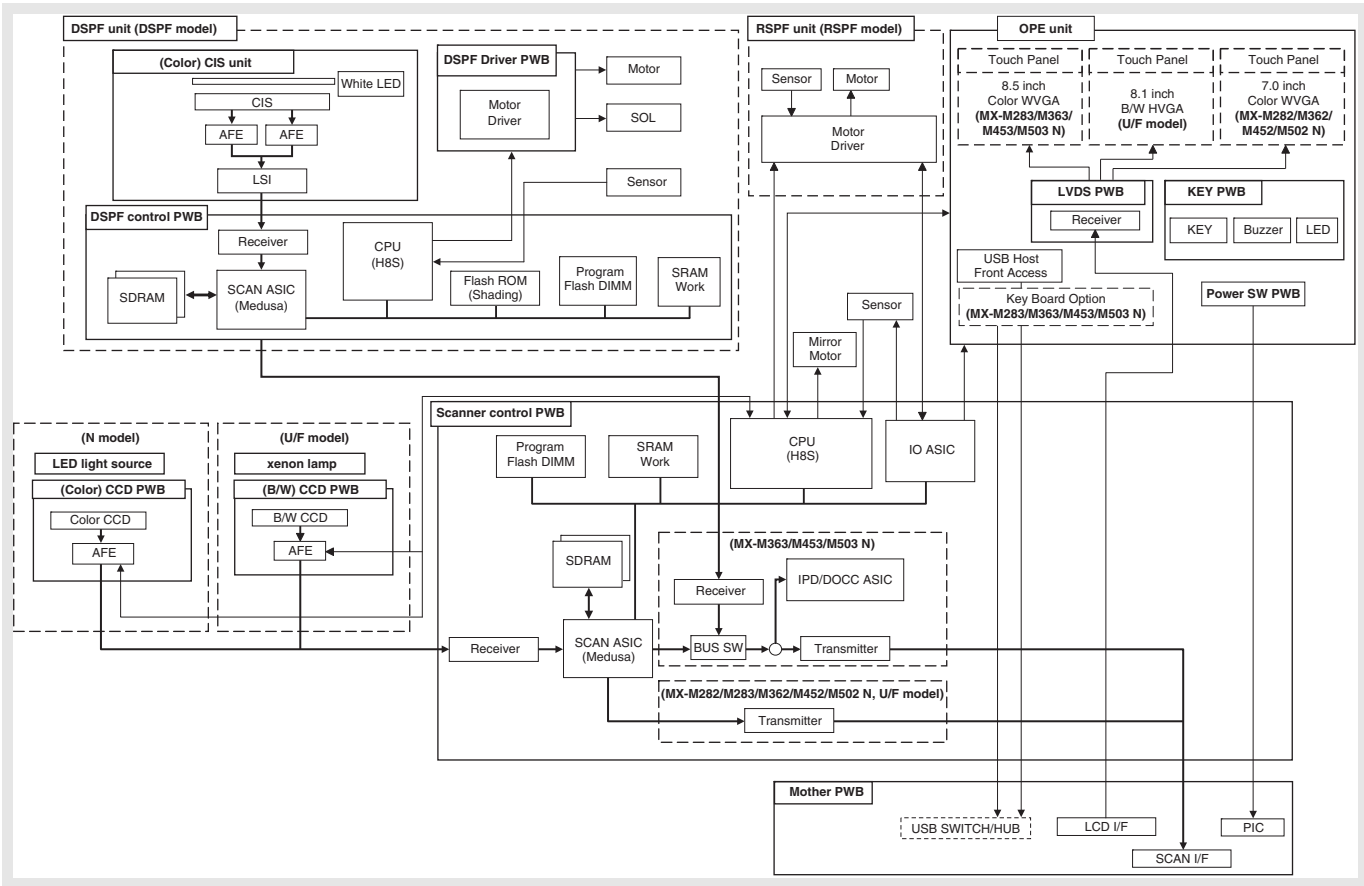 DSPF unit (DSPF model)
(Color) CIS unit
White LED
CIS
AFE
AFE
LSI
DSPF Driver PWB
Motor
Driver
Motor
SOL
Sensor
DSPF control PWB
Receiver
SDRAM
SCAN ASIC
(Medusa)
CPU
(H8S)
Flash ROM
(Shading)
Program
Flash DIMM
SRAM
Work
RSPF unit (RSPF model)
Sensor
Motor
Motor
Driver
OPE unit
Touch Panel
8.5 inch
Color WVGA
(MX-M283/M363/
M453/M503 N)
Touch Panel
8.1 inch
B/W HVGA
(U/F model)
Touch Panel
7.0 inch
Color WVGA
(MX-M282/M362/
M452/M502 N)
LVDS PWB
Receiver
KEY PWB
KEY
Buzzer
LED
USB Host
Front Access
Key Board Option
(MX-M283/M363/M453/M503 N)
Power SW PWB
Sensor
Mirror
Motor
(N model)
LED light source
(Color) CCD PWB
Color CCD
AFE
(U/F model)
xenon lamp
(B/W) CCD PWB
B/W CCD
AFE
Scanner control PWB
Program
Flash DIMM
SRAM
Work
CPU
(H8S)
IO ASIC
SDRAM
Receiver
SCAN ASIC
(Medusa)
(MX-M363/M453/M503 N)
Receiver
IPD/DOCC ASIC
BUS SW
Transmitter
(MX-M282/M283/M362/M452/M502 N, U/F model)
Transmitter
Mother PWB
USB SWITCH/HUB
LCD I/F
PIC
SCAN I/F